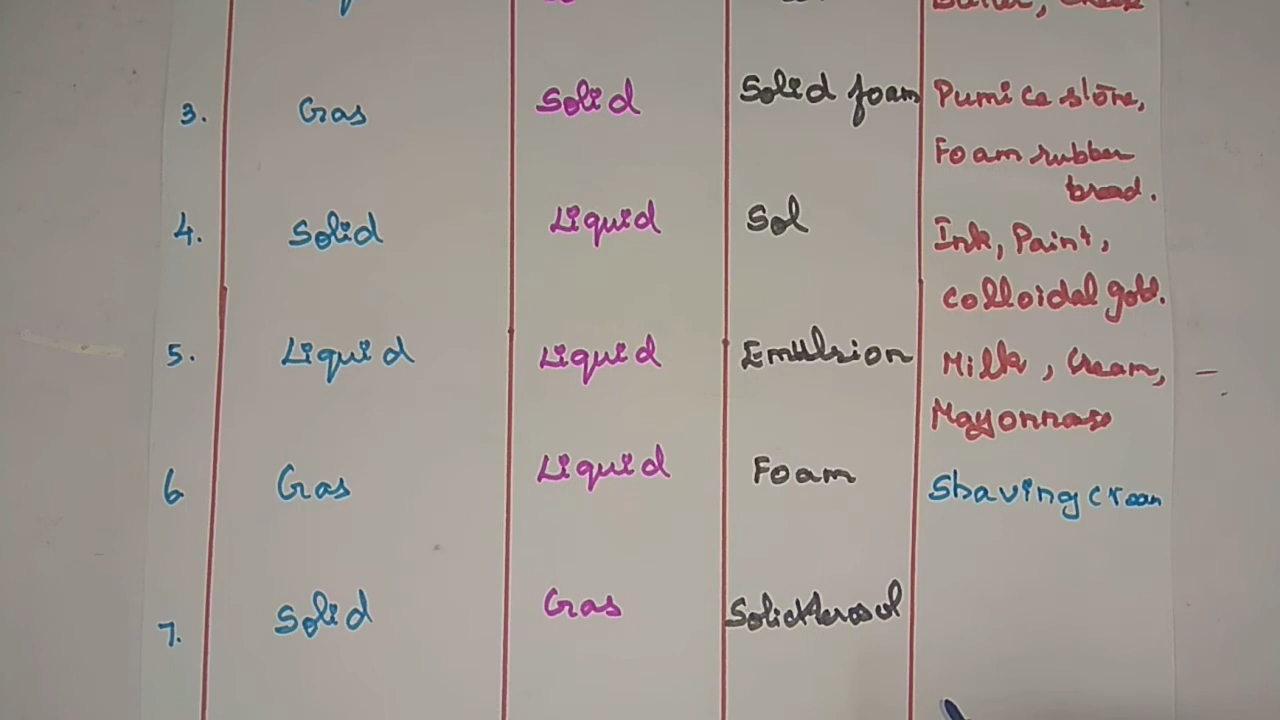 3. Gas Solid Solid foam Pumice stone,
Foam rubber
bread.
4. Solid Liquid Sol Ink, Paint,
colloidal gold.
5. Liquid Liquid Emulsion Milk, Cream,
Mayonnass
6 Gas Liquid Foam Shaving cream
7. Solid Gas Solid Aerosol